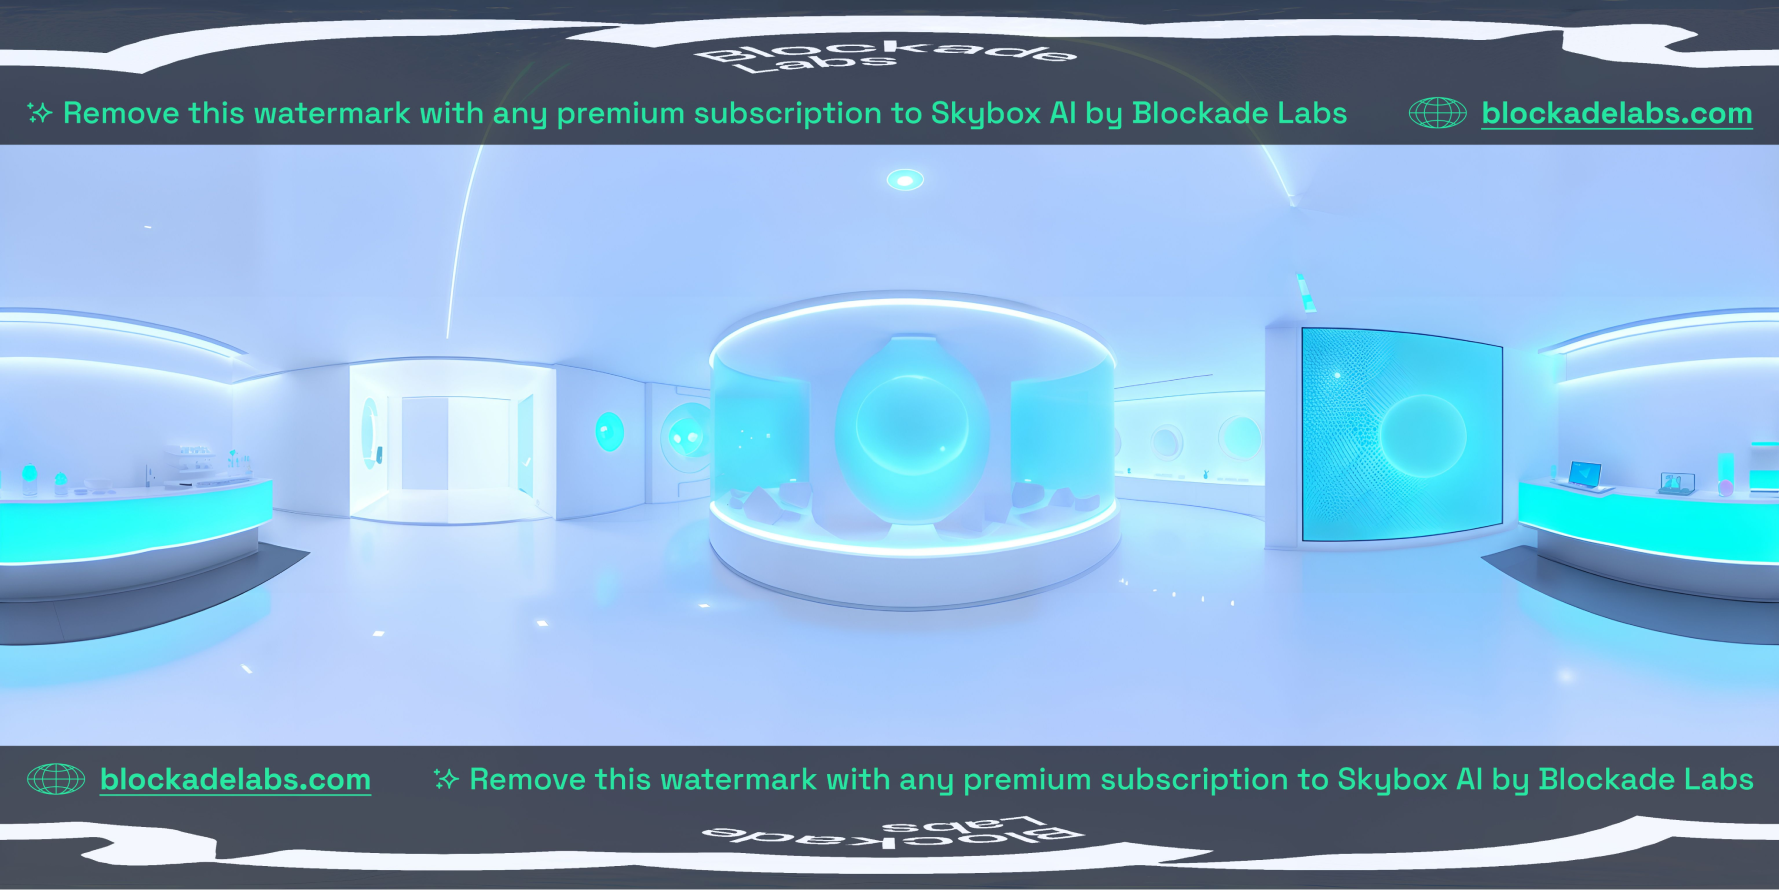 Blockade
Labs
Remove this watermark with any premium subscription to Skybox AI by Blockade Labs
blockadelabs.com
blockadelabs.com
Remove this watermark with any premium subscription to Skybox AI by Blockade Labs
Labs
Blockade